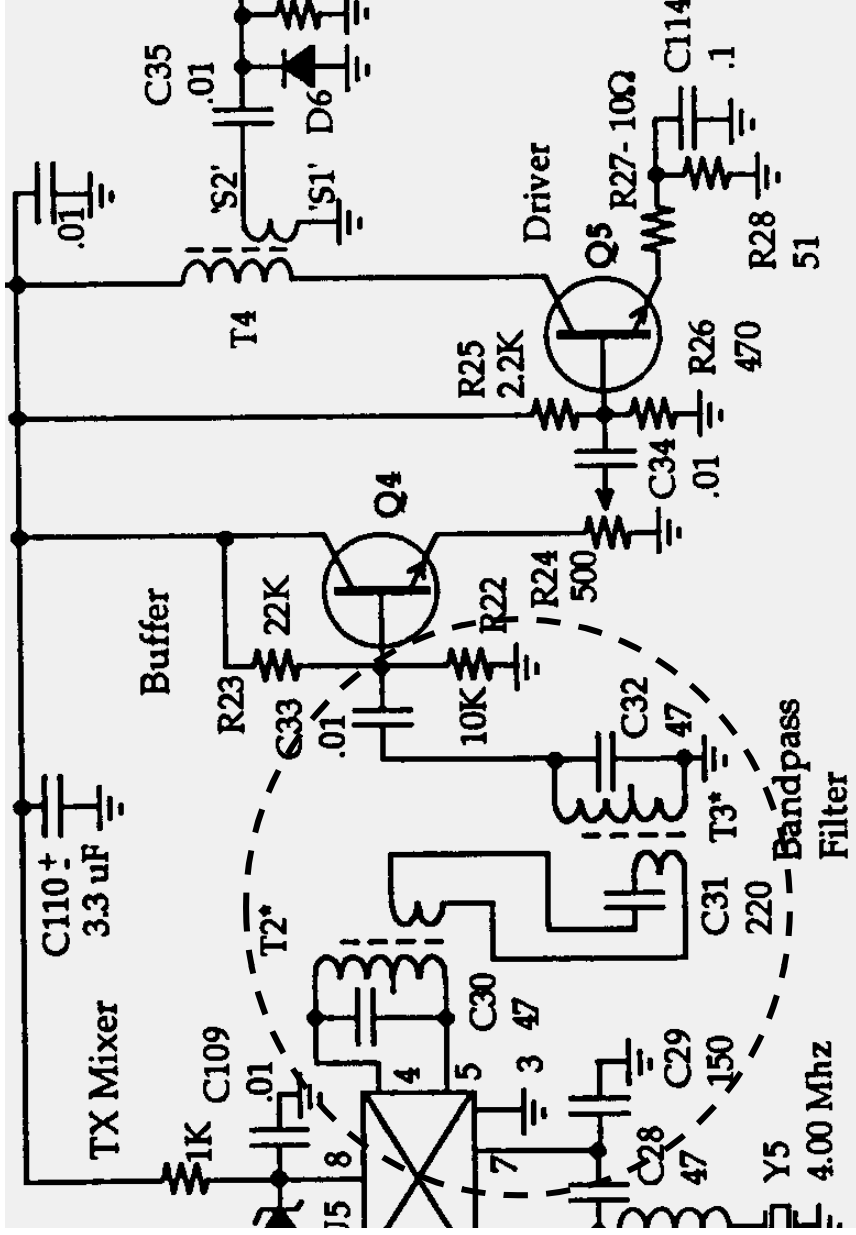 C35
.01
D6
C114
.1
R27- 10Ω
.01
'S2'
'S1'
Driver
Q5
R28
51
T4
R25
2.2K
R26
470
C34
.01
Q4
R24
500
Buffer
22K
R22
R23
C33
.01
10K
C32
47
C110 +
3.3 uF
T3*
Bandpass
Filter
T2*
C31
220
TX Mixer
C30
47
C109
.01
4
5
3
C29
150
1K
8
7
C28
47
U5
Y5
4.00 Mhz